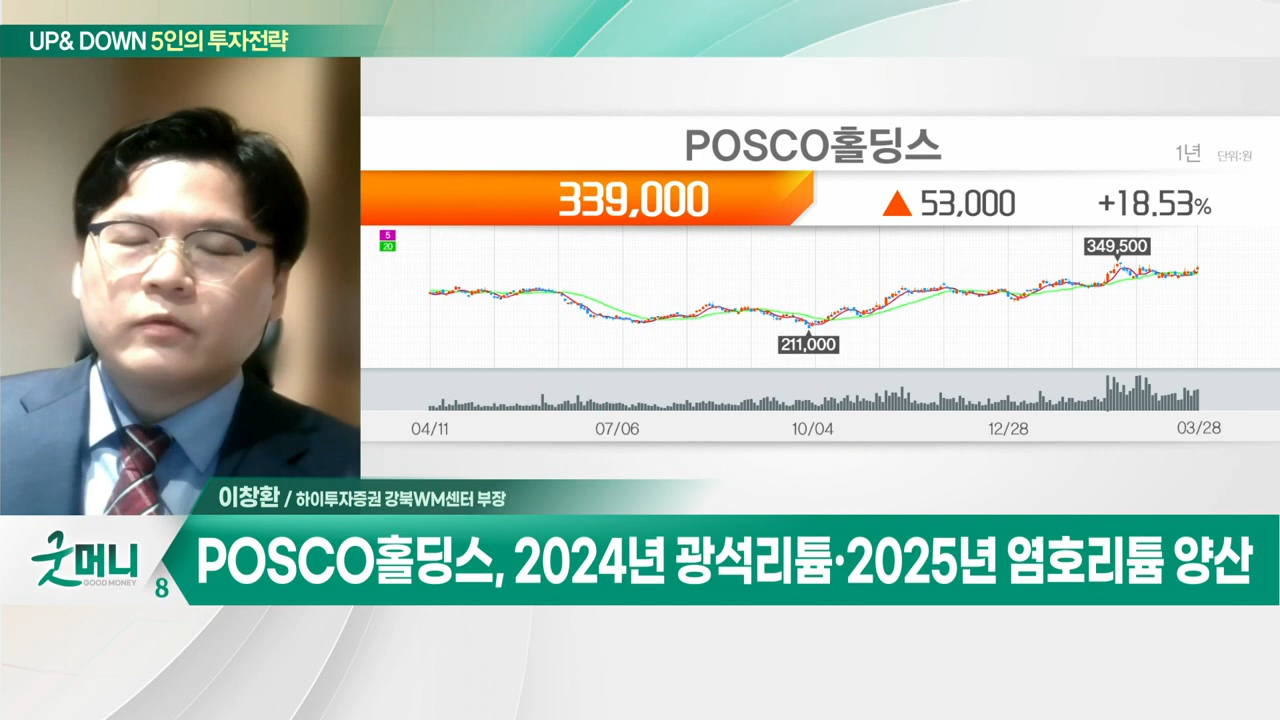 UP& DOWN 5인의 투자전략
POSCO홀딩스
1년 단위:원
339,000 ▲ 53,000 +18.53%
5
20
349,500
211,000
04/11 07/06 10/04 12/28 03/28
이창환 / 하이투자증권 강북WM센터 부장
굿머니
GOOD MONEY
8
POSCO홀딩스, 2024년 광석리튬·2025년 염호리튬 양산